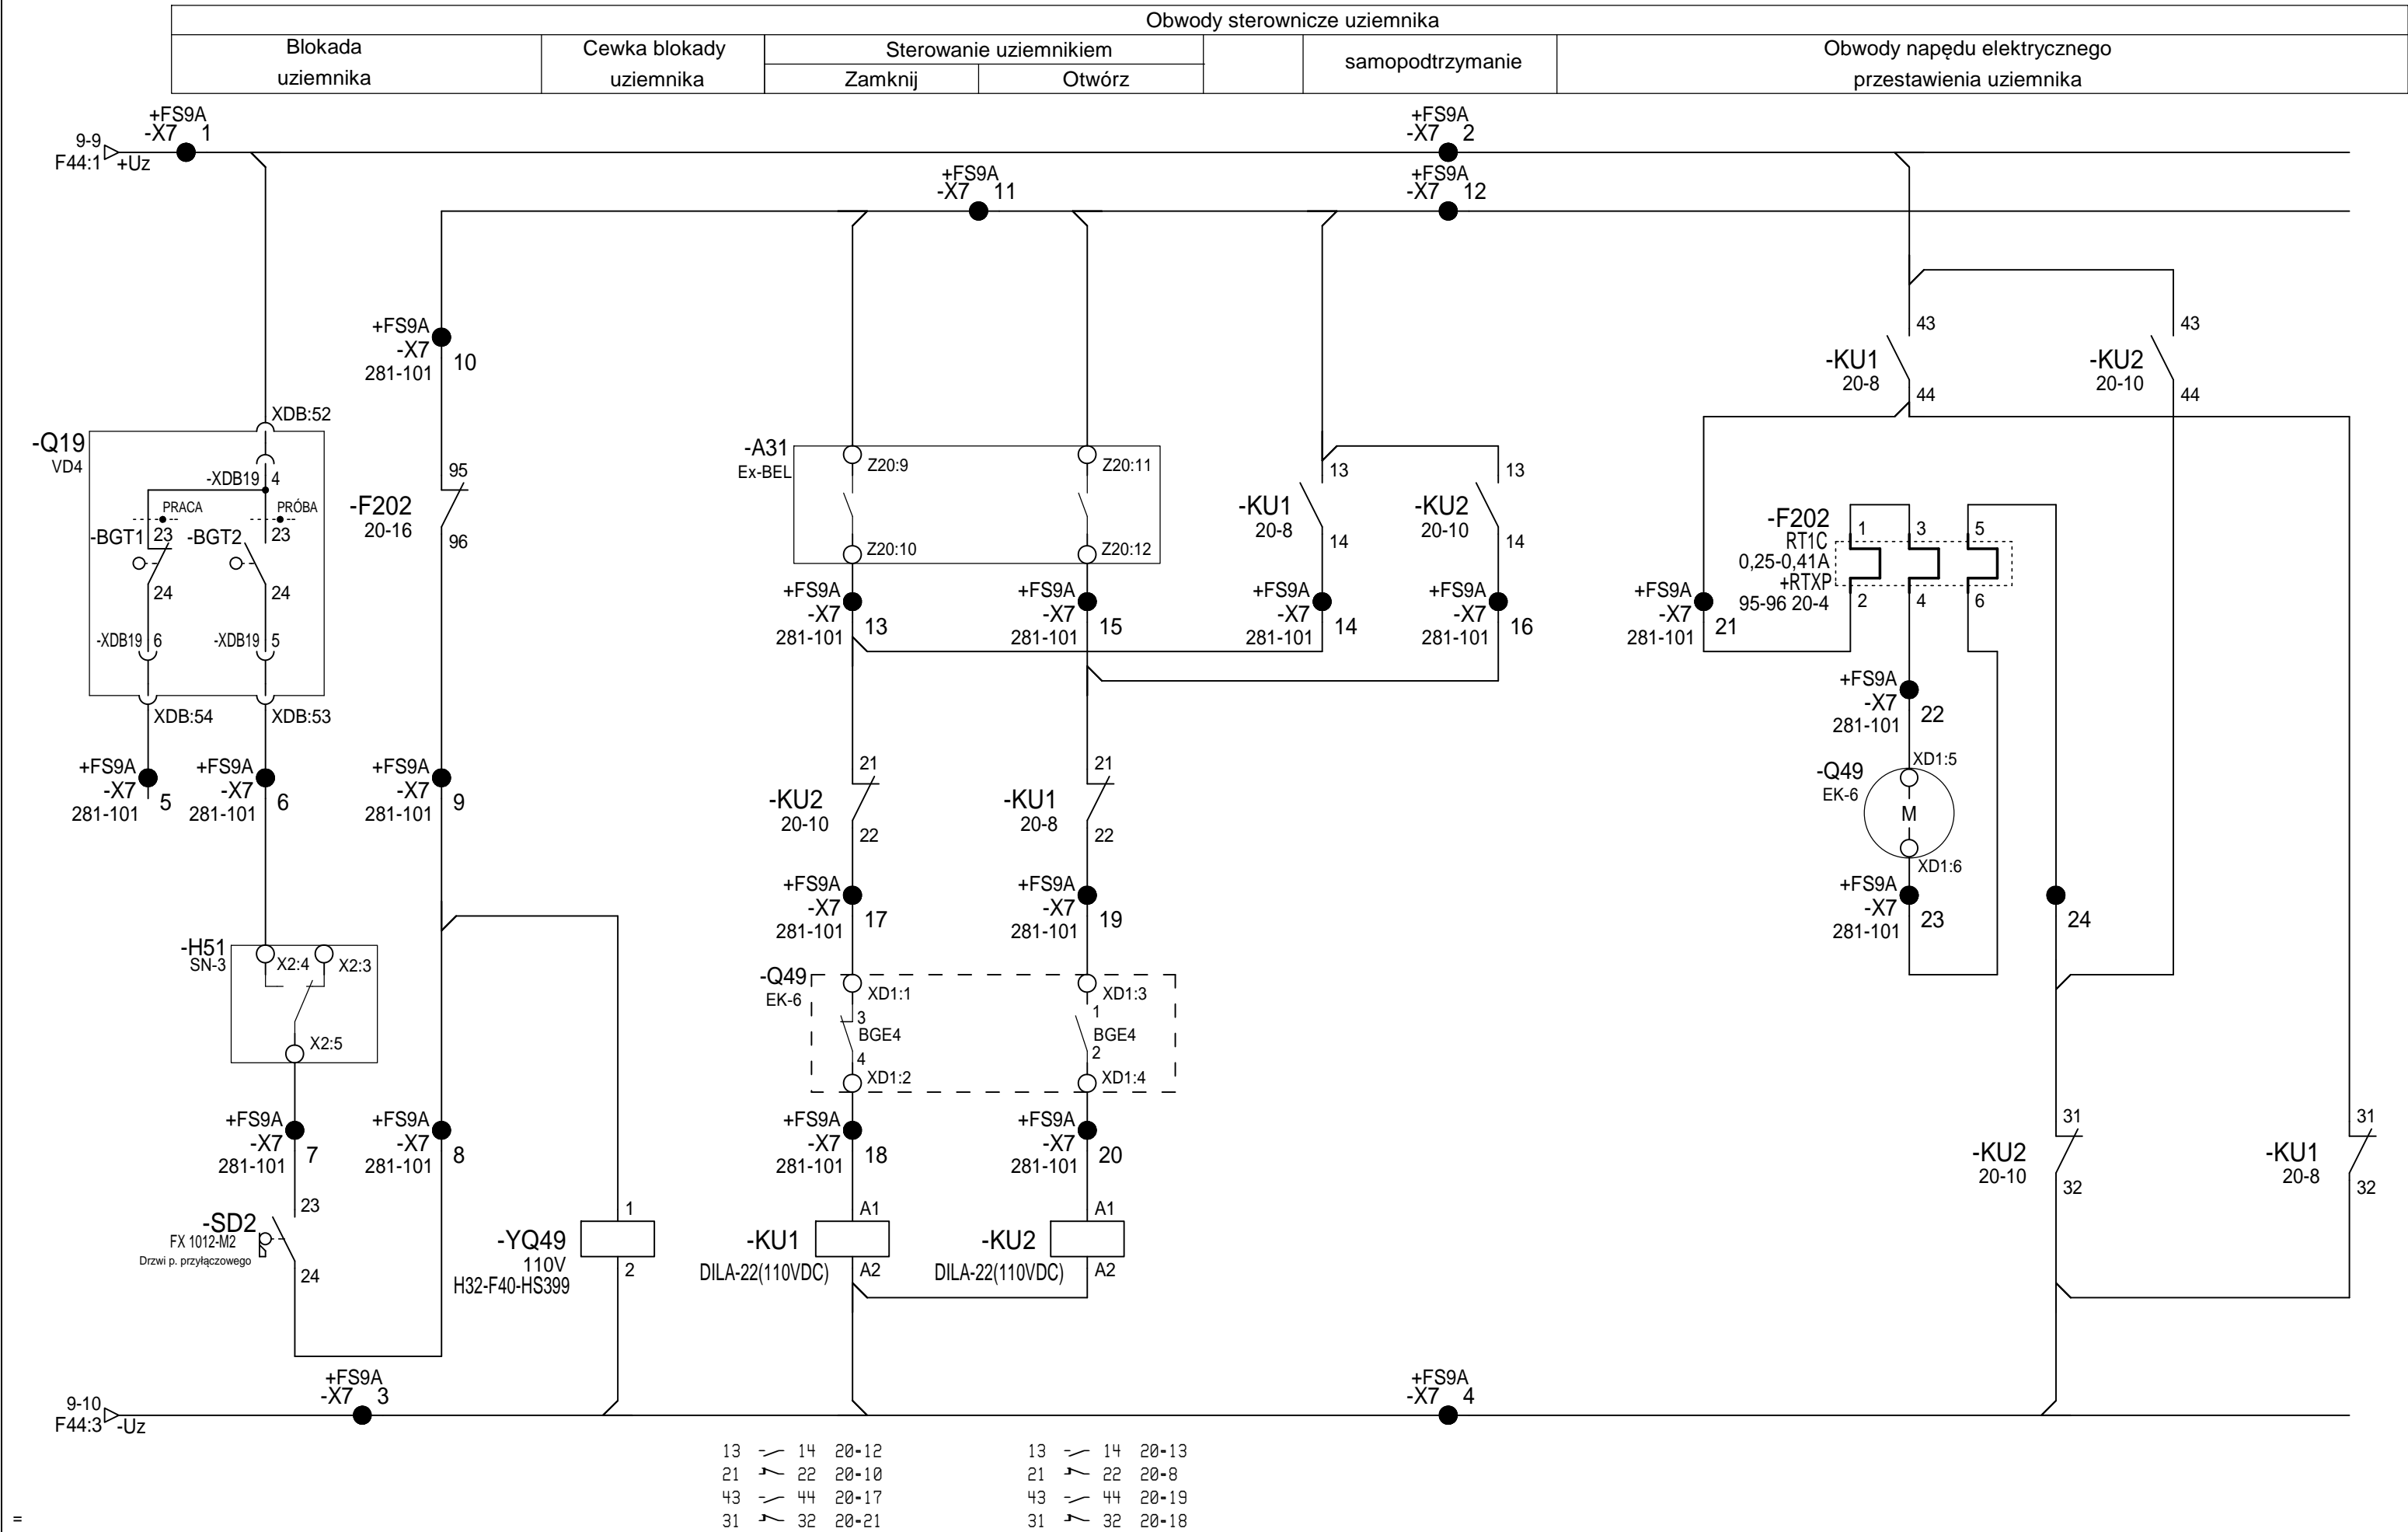 Obwody sterownicze uziemnika
Blokada
uziemnika
Cewka blokady
uziemnika
Sterowanie uziemnikiem
Zamknij
Otwórz
samopodtrzymanie
Obwody napędu elektrycznego
przestawienia uziemnika
9-9
F44:1
+Uz
+FS9A
-X7 1
+FS9A
-X7 2
+FS9A
-X7 11
+FS9A
-X7 12
+FS9A
-X7
281-101
10
XDB:52
-Q19
VD4
-XDB19 4
PRACA
PRÓBA
-BGT1
23
24
-BGT2
23
24
-XDB19 6
-XDB19 5
XDB:54
XDB:53
+FS9A
-X7
281-101
5
+FS9A
-X7
281-101
6
95
-F202
20-16
96
+FS9A
-X7
281-101
9
-H51
SN-3
X2:4
X2:3
X2:5
+FS9A
-X7
281-101
7
+FS9A
-X7
281-101
8
23
-SD2
FX 1012-M2
Drzwi p. przyłączowego
24
-YQ49
110V
H32-F40-HS399
1
2
-A31
Ex-BEL
Z20:9
Z20:10
Z20:11
Z20:12
+FS9A
-X7
281-101
13
+FS9A
-X7
281-101
15
13
-KU1
20-8
14
13
-KU2
20-10
14
+FS9A
-X7
281-101
14
+FS9A
-X7
281-101
16
21
-KU2
20-10
22
21
-KU1
20-8
22
+FS9A
-X7
281-101
17
+FS9A
-X7
281-101
19
-Q49
EK-6
XD1:1
3
BGE4
4
XD1:2
XD1:3
1
BGE4
2
XD1:4
+FS9A
-X7
281-101
18
+FS9A
-X7
281-101
20
A1
-KU1
DILA-22(110VDC)
A2
A1
-KU2
DILA-22(110VDC)
A2
43
-KU1
20-8
44
43
-KU2
20-10
44
-F202
RT1C
0,25-0,41A
+RTXP
95-96 20-4
1
3
5
2
4
6
+FS9A
-X7
281-101
21
+FS9A
-X7
281-101
22
-Q49
EK-6
XD1:5
M
XD1:6
+FS9A
-X7
281-101
23
24
31
-KU2
20-10
32
31
-KU1
20-8
32
9-10
F44:3
-Uz
+FS9A
-X7 3
+FS9A
-X7 4
13 14 20-12
21 22 20-10
43 44 20-17
31 32 20-21
13 14 20-13
21 22 20-8
43 44 20-19
31 32 20-18
=